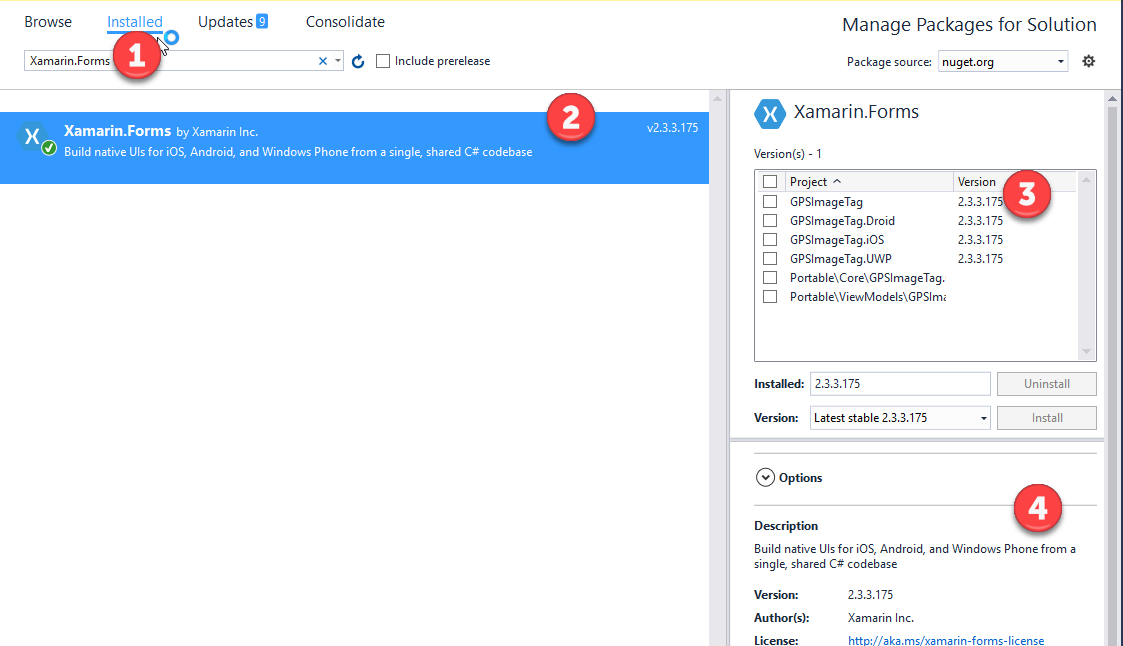 Browse Installed Updates 9 Consolidate
Manage Packages for Solution
1
Xamarin.Forms
Include prerelease
Package source: nuget.org
2
Xamarin.Forms by Xamarin Inc.
v2.3.3.175
Build native UIs for iOS, Android, and Windows Phone from a single, shared C# codebase
Xamarin.Forms
Version(s) - 1
Project Version
3
GPSImageTag 2.3.3.175
GPSImageTag.Droid 2.3.3.175
GPSImageTag.iOS 2.3.3.175
GPSImageTag.UWP 2.3.3.175
Portable\Core\GPSImageTag.
Portable\ViewModels\GPSIma
Installed: 2.3.3.175 Uninstall
Version: Latest stable 2.3.3.175 Install
Options
4
Description
Build native UIs for iOS, Android, and Windows Phone from a
single, shared C# codebase
Version: 2.3.3.175
Author(s): Xamarin Inc.
License: http://aka.ms/xamarin-forms-license